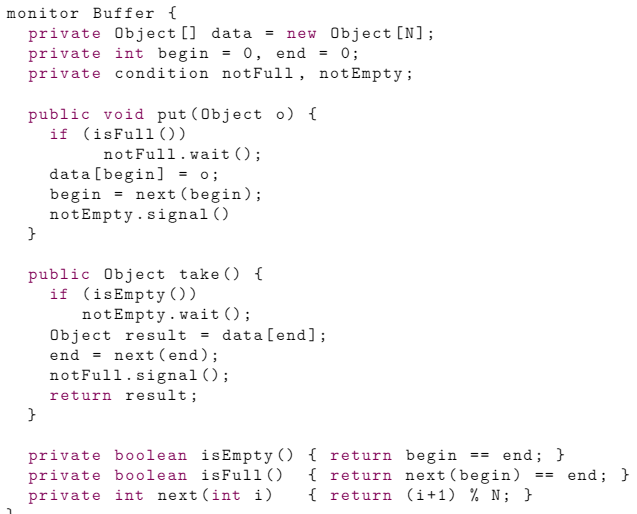 monitor Buffer {
  private Object[] data = new Object[N];
  private int begin = 0, end = 0;
  private condition notFull, notEmpty;

  public void put(Object o) {
    if (isFull())
         notFull.wait();
    data[begin] = o;
    begin = next(begin);
    notEmpty.signal()
  }

  public Object take() {
    if (isEmpty())
       notEmpty.wait();
    Object result = data[end];
    end = next(end);
    notFull.signal();
    return result;
  }

  private boolean isEmpty() { return begin == end; }
  private boolean isFull()  { return next(begin) == end; }
  private int next(int i)   { return (i+1) % N; }
}